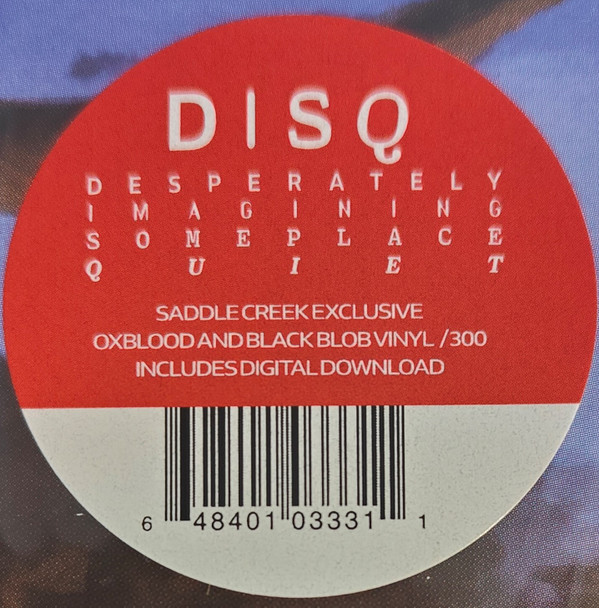 DISQ
DESPERATELY
IMAGINING
SOMEPLACE
QUIET
SADDLE CREEK EXCLUSIVE
OXBLOOD AND BLACK BLOB VINYL /300
INCLUDES DIGITAL DOWNLOAD
6 48401 03331 1